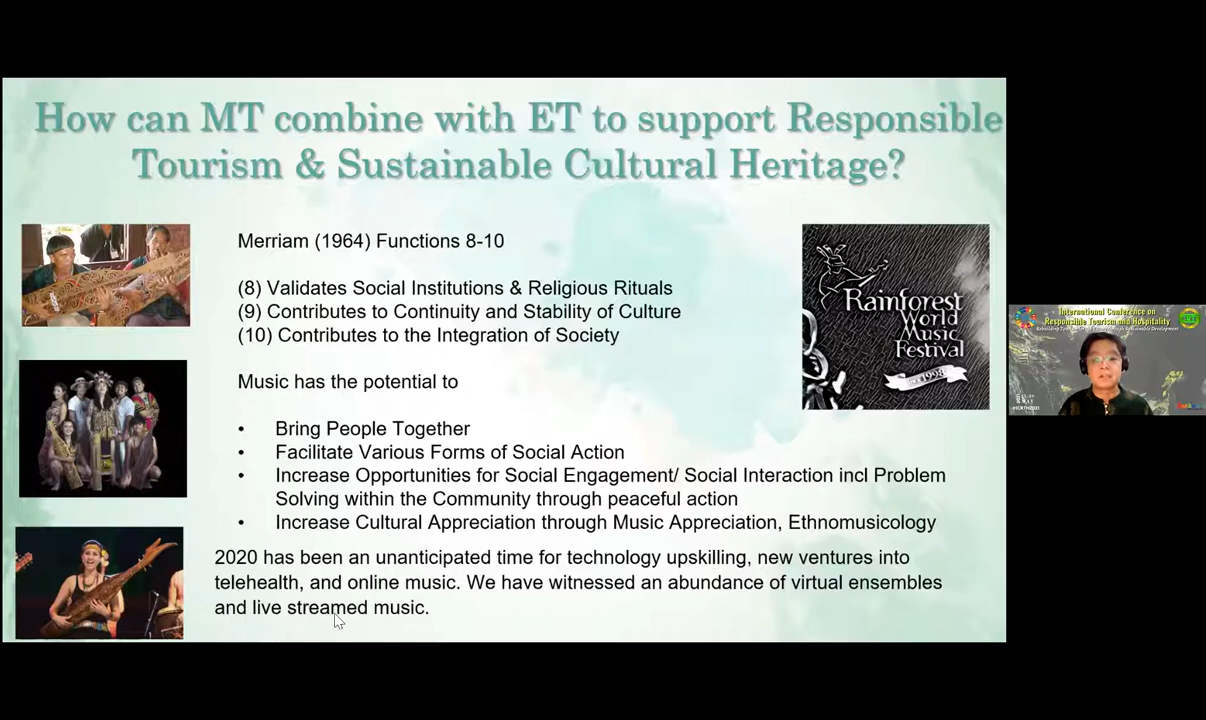 How can MT combine with ET to support Responsible
Tourism & Sustainable Cultural Heritage?
Merriam (1964) Functions 8-10
(8) Validates Social Institutions & Religious Rituals
(9) Contributes to Continuity and Stability of Culture
(10) Contributes to the Integration of Society
Music has the potential to
• Bring People Together
• Facilitate Various Forms of Social Action
• Increase Opportunities for Social Engagement/ Social Interaction incl Problem
Solving within the Community through peaceful action
• Increase Cultural Appreciation through Music Appreciation, Ethnomusicology
2020 has been an unanticipated time for technology upskilling, new ventures into
telehealth, and online music. We have witnessed an abundance of virtual ensembles
and live streamed music.
Rainforest
World
Music
Festival
1998
International Conference on
Responsible Tourism and Hospitality